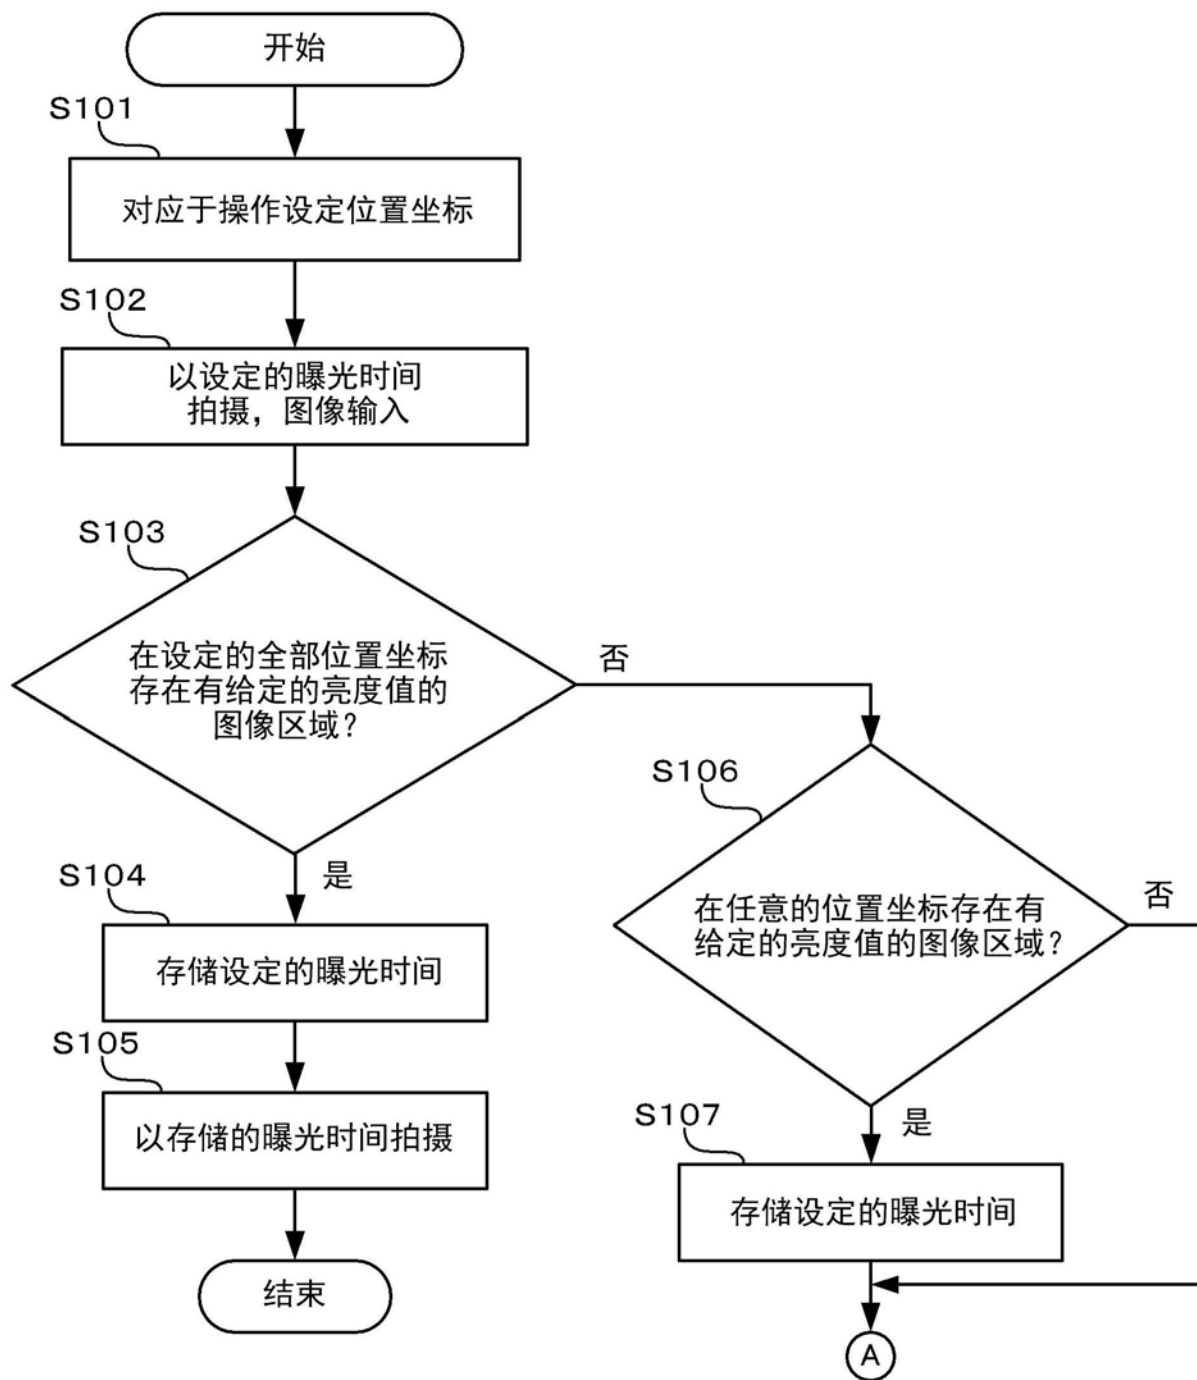 开始
S101
对应于操作设定位置坐标
S102
以设定的曝光时间
拍摄，图像输入
S103
在设定的全部位置坐标
存在有给定的亮度值的
图像区域？
否
是
S104
存储设定的曝光时间
S105
以存储的曝光时间拍摄
结束
S106
在任意的位置坐标存在有
给定的亮度值的图像区域？
否
是
S107
存储设定的曝光时间
A